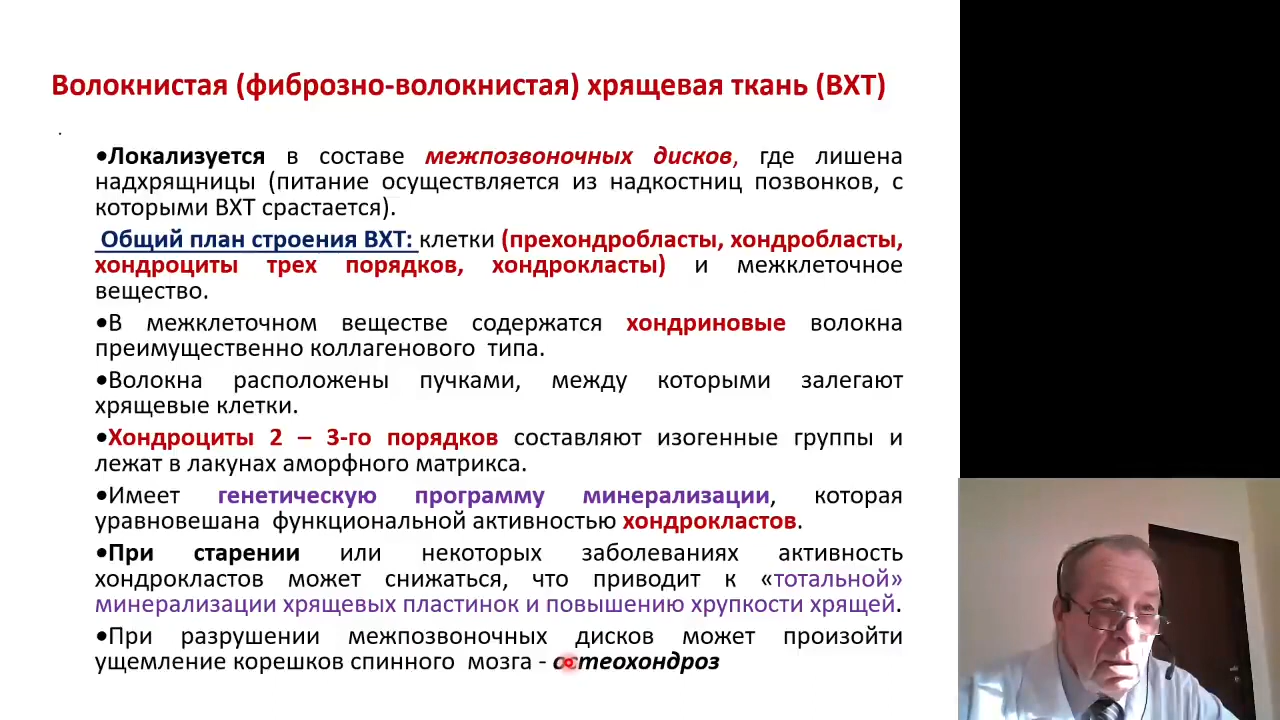 Волокнистая (фиброзно-волокнистая) хрящевая ткань (ВХТ)
.
•Локализуется в составе межпозвоночных дисков, где лишена
надхрящницы (питание осуществляется из надкостниц позвонков, с
которыми ВХТ срастается).
Общий план строения ВХТ: клетки (прехондробласты, хондробласты,
хондроциты трех порядков, хондрокласты) и межклеточное
вещество.
•В межклеточном веществе содержатся хондриновые волокна
преимущественно коллагенового типа.
•Волокна расположены пучками, между которыми залегают
хрящевые клетки.
•Хондроциты 2 – 3-го порядков составляют изогенные группы и
лежат в лакунах аморфного матрикса.
•Имеет генетическую программу минерализации, которая
уравновешана функциональной активностью хондрокластов.
•При старении или некоторых заболеваниях активность
хондрокластов может снижаться, что приводит к «тотальной»
минерализации хрящевых пластинок и повышению хрупкости хрящей.
•При разрушении межпозвоночных дисков может произойти
ущемление корешков спинного мозга - остеохондроз